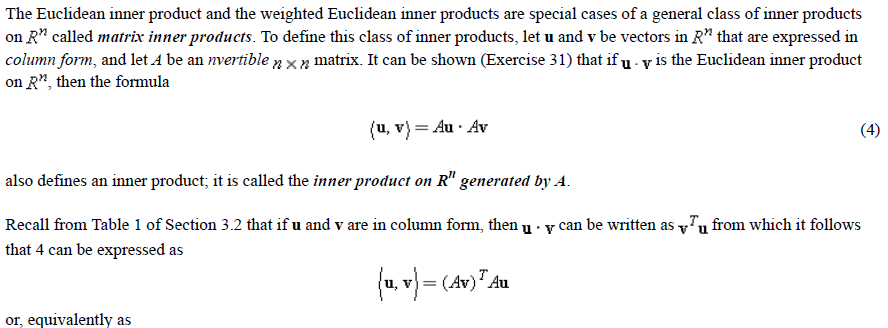 The Euclidean inner product and the weighted Euclidean inner products are special cases of a general class of inner products
on Rⁿ called matrix inner products. To define this class of inner products, let u and v be vectors in Rⁿ that are expressed in
column form, and let A be an nvertible n × n matrix. It can be shown (Exercise 31) that if u · v is the Euclidean inner product
on Rⁿ, then the formula
⟨u, v⟩ = Au · Av (4)
also defines an inner product; it is called the inner product on Rⁿ generated by A.
Recall from Table 1 of Section 3.2 that if u and v are in column form, then u · v can be written as vᵀu from which it follows
that 4 can be expressed as
⟨u, v⟩ = (Av)ᵀAu
or, equivalently as